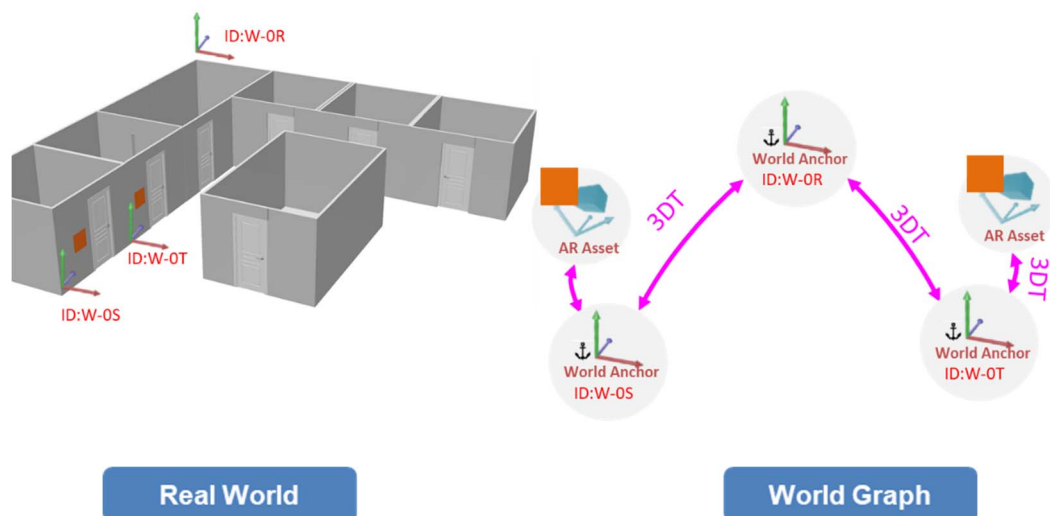 ID:W-0R
ID:W-0T
ID:W-0S
World Anchor
ID:W-0R
3DT
3DT
AR Asset
AR Asset
3DT
World Anchor
ID:W-0S
World Anchor
ID:W-0T
Real World
World Graph